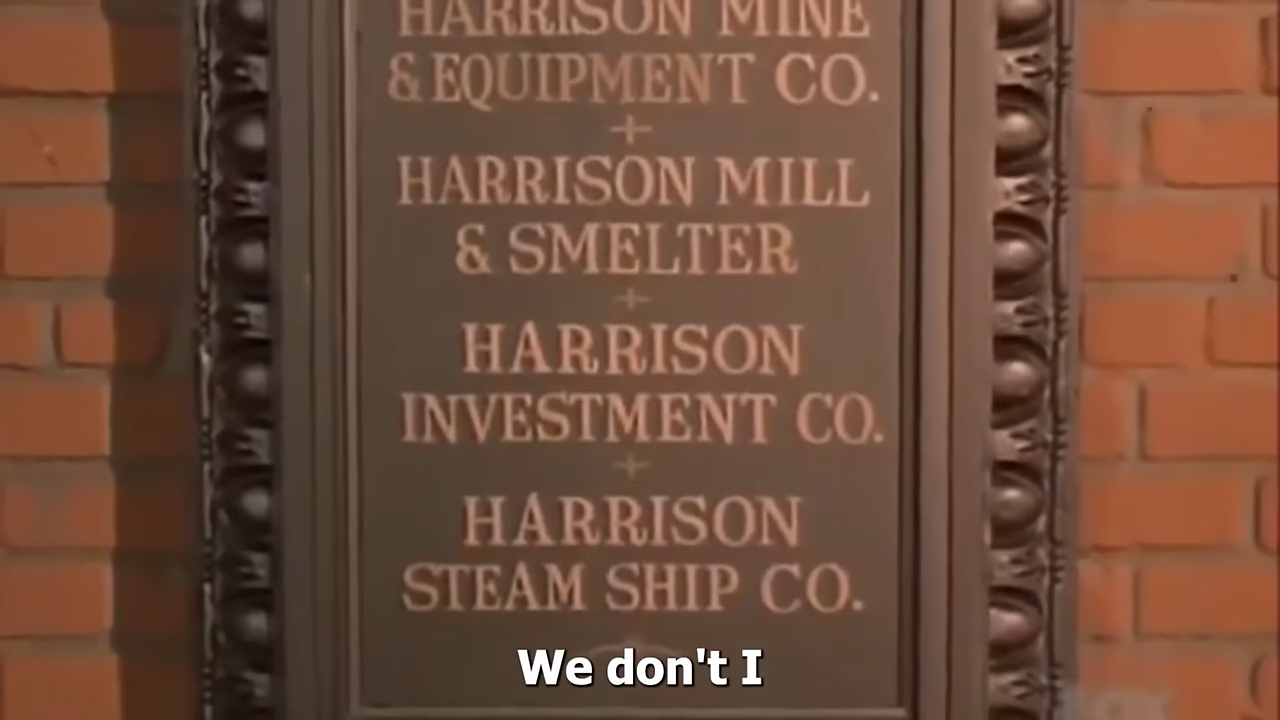 HARRISON MINE
& EQUIPMENT CO.
+
HARRISON MILL
& SMELTER
+
HARRISON
INVESTMENT CO.
+
HARRISON
STEAM SHIP CO.
We don't I